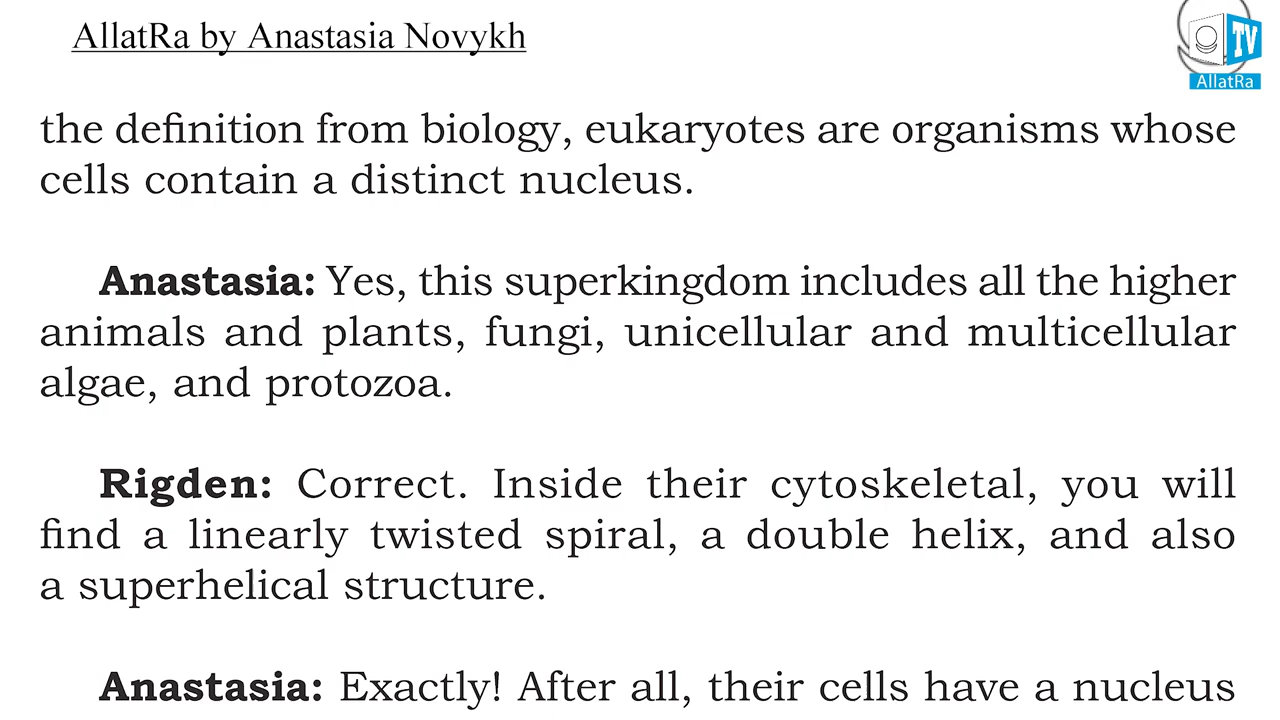 AllatRa by Anastasia Novykh
TV
AllatRa
the definition from biology, eukaryotes are organisms whose
cells contain a distinct nucleus.
Anastasia: Yes, this superkingdom includes all the higher
animals and plants, fungi, unicellular and multicellular
algae, and protozoa.
Rigden: Correct. Inside their cytoskeletal, you will
find a linearly twisted spiral, a double helix, and also
a superhelical structure.
Anastasia: Exactly! After all, their cells have a nucleus